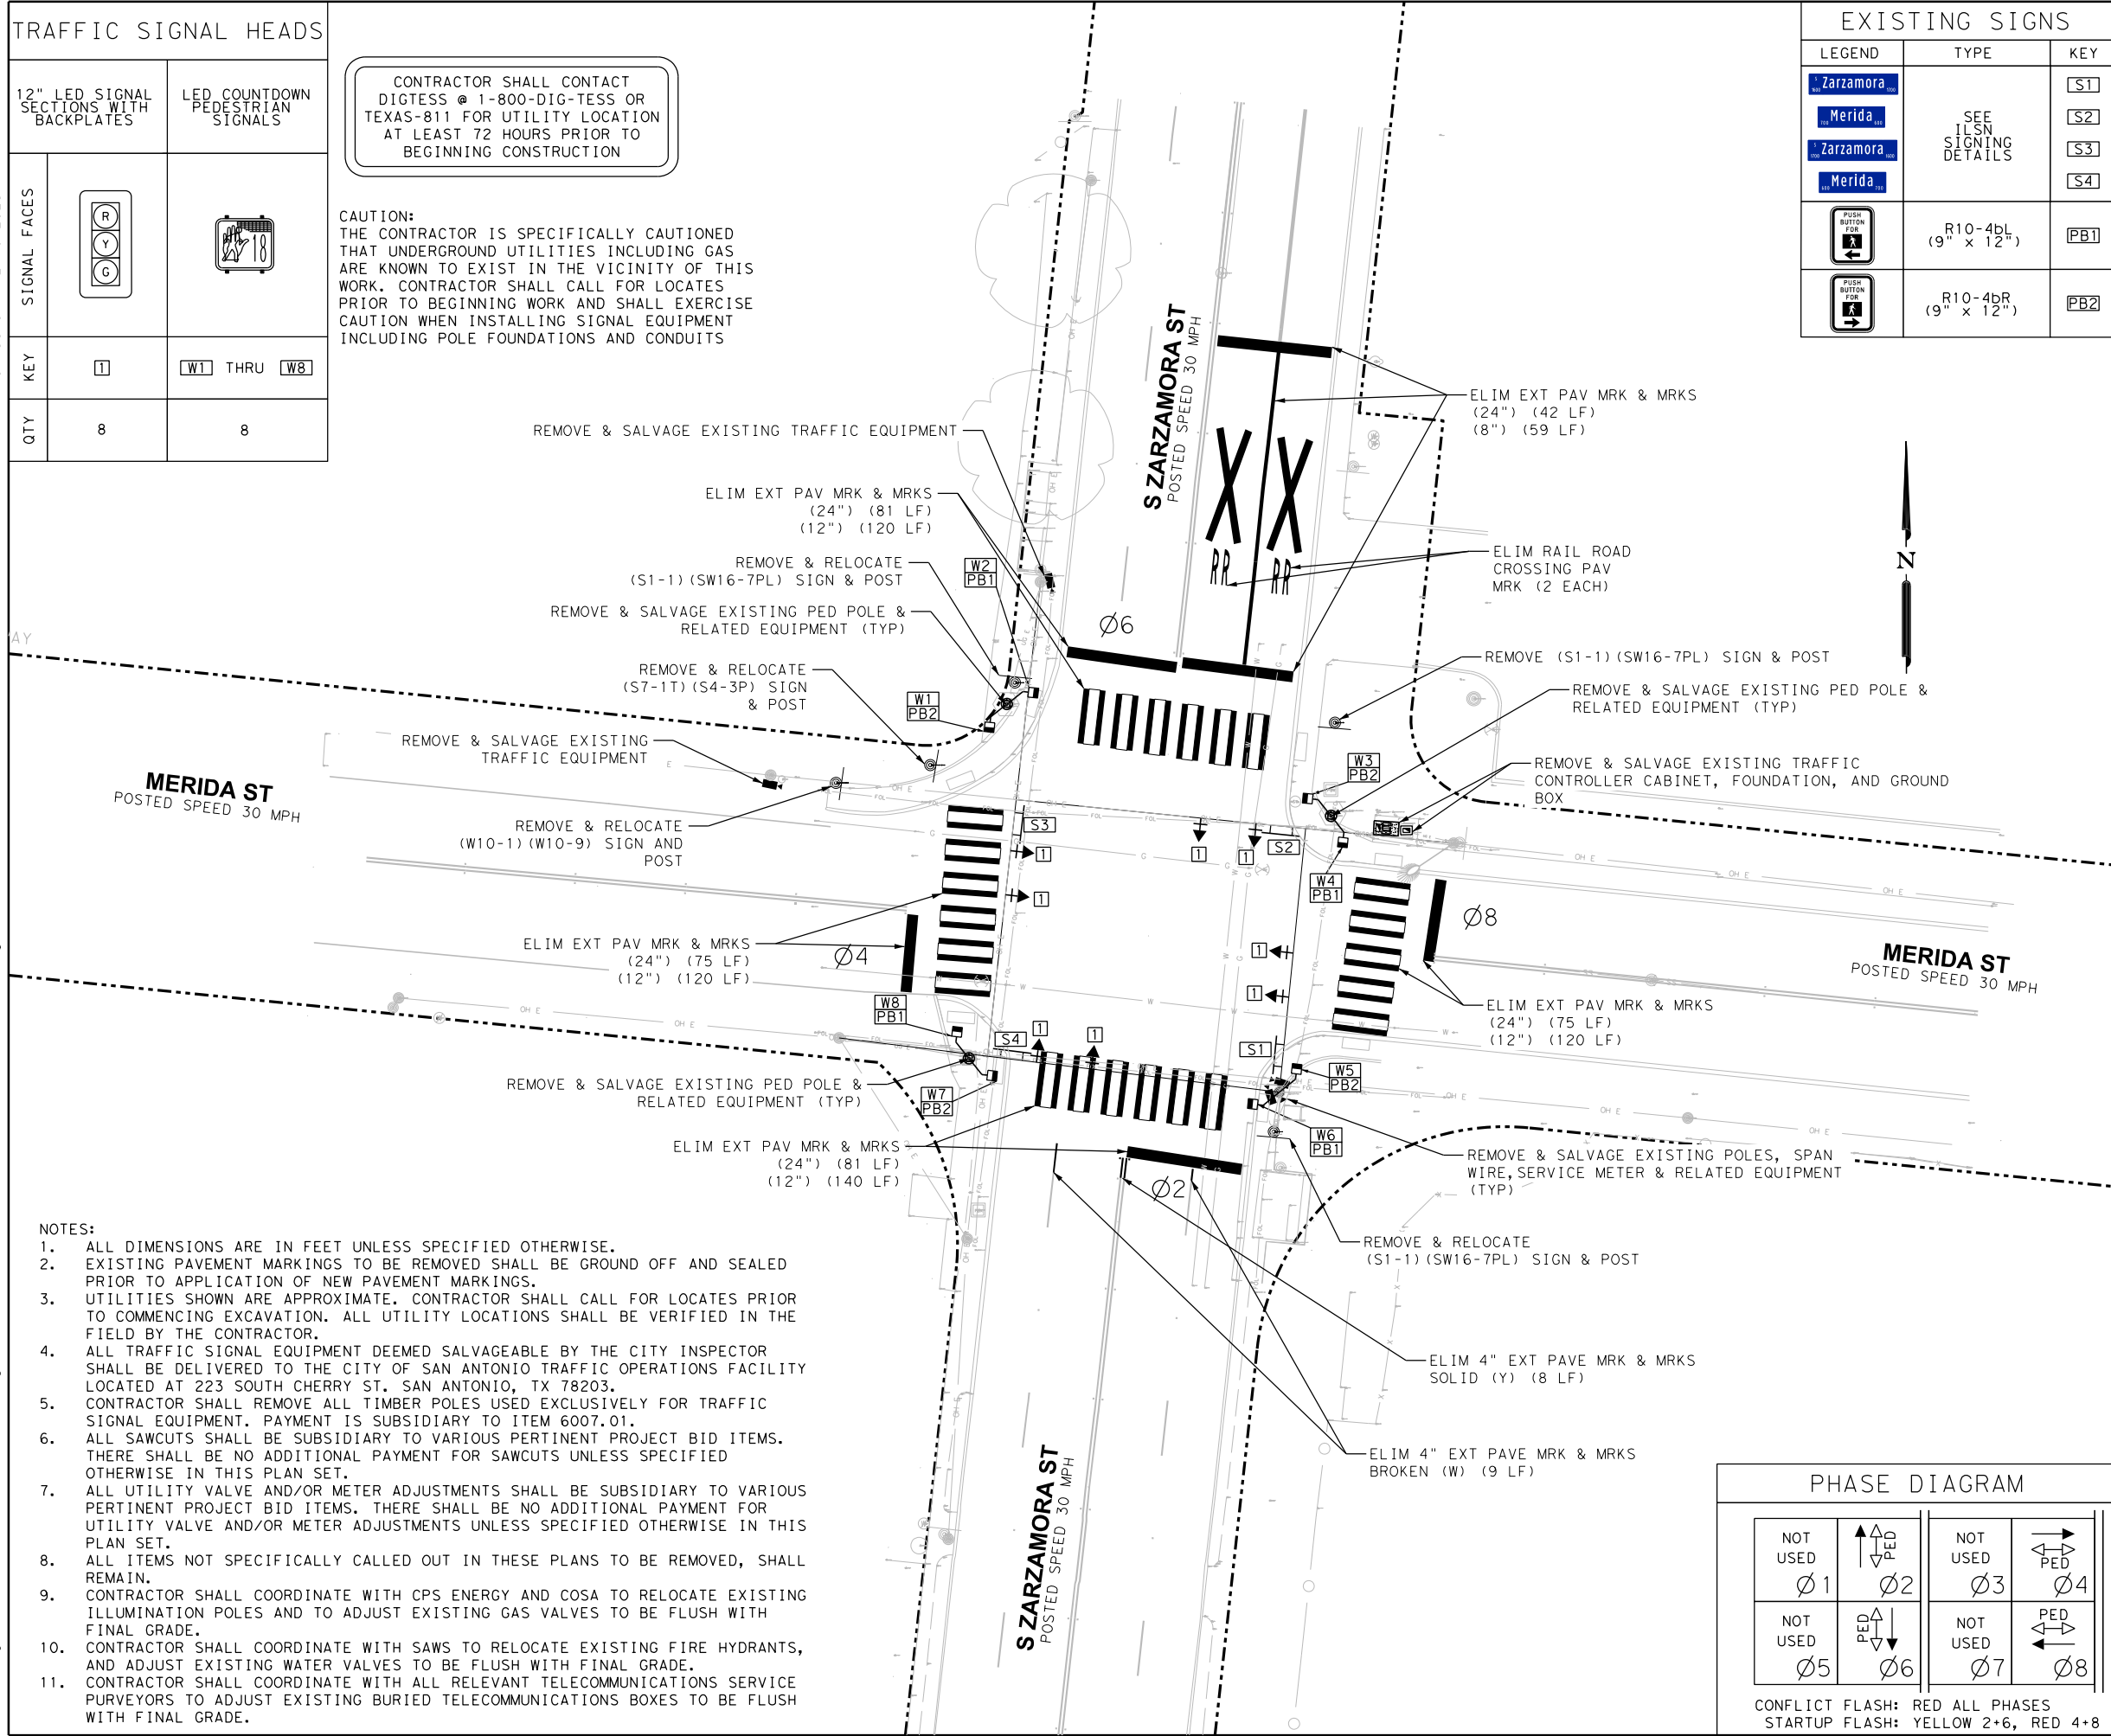 TRAFFIC SIGNAL HEADS
12" LED SIGNAL
SECTIONS WITH
BACKPLATES
LED COUNTDOWN
PEDESTRIAN
SIGNALS
SIGNAL FACES
R
Y
G
18
KEY
1
W1 THRU W8
QTY
8
8
CONTRACTOR SHALL CONTACT
DIGTESS @ 1-800-DIG-TESS OR
TEXAS-811 FOR UTILITY LOCATION
AT LEAST 72 HOURS PRIOR TO
BEGINNING CONSTRUCTION
CAUTION:
THE CONTRACTOR IS SPECIFICALLY CAUTIONED
THAT UNDERGROUND UTILITIES INCLUDING GAS
ARE KNOWN TO EXIST IN THE VICINITY OF THIS
WORK. CONTRACTOR SHALL CALL FOR LOCATES
PRIOR TO BEGINNING WORK AND SHALL EXERCISE
CAUTION WHEN INSTALLING SIGNAL EQUIPMENT
INCLUDING POLE FOUNDATIONS AND CONDUITS
EXISTING SIGNS
LEGEND
TYPE
KEY
S Zarzamora
S1
Merida
S2
S Zarzamora
S3
Merida
S4
SEE
ILSN
SIGNING
DETAILS
PUSH
BUTTON
FOR
R10-4bL
(9" x 12")
PB1
PUSH
BUTTON
FOR
R10-4bR
(9" x 12")
PB2
N
S ZARZAMORA ST
POSTED SPEED 30 MPH
ELIM EXT PAV MRK & MRKS
(24") (42 LF)
(8") (59 LF)
REMOVE & SALVAGE EXISTING TRAFFIC EQUIPMENT
ELIM EXT PAV MRK & MRKS
(24") (81 LF)
(12") (120 LF)
REMOVE & RELOCATE
(S1-1)(SW16-7PL) SIGN & POST
W2
PB1
REMOVE & SALVAGE EXISTING PED POLE &
RELATED EQUIPMENT (TYP)
REMOVE & RELOCATE
(S7-1T)(S4-3P) SIGN
& POST
W1
PB2
REMOVE & SALVAGE EXISTING
TRAFFIC EQUIPMENT
REMOVE & RELOCATE
(W10-1)(W10-9) SIGN AND
POST
MERIDA ST
POSTED SPEED 30 MPH
RR
RR
ELIM RAIL ROAD
CROSSING PAV
MRK (2 EACH)
Ø6
REMOVE (S1-1)(SW16-7PL) SIGN & POST
REMOVE & SALVAGE EXISTING PED POLE &
RELATED EQUIPMENT (TYP)
W3
PB2
REMOVE & SALVAGE EXISTING TRAFFIC
CONTROLLER CABINET, FOUNDATION, AND GROUND
BOX
S3
1
1
1
1
S2
W4
PB1
Ø8
Ø4
1
1
MERIDA ST
POSTED SPEED 30 MPH
ELIM EXT PAV MRK & MRKS
(24") (75 LF)
(12") (120 LF)
ELIM EXT PAV MRK & MRKS
(24") (75 LF)
(12") (120 LF)
W8
PB1
S4
1
1
S1
W5
PB2
REMOVE & SALVAGE EXISTING PED POLE &
RELATED EQUIPMENT (TYP)
W7
PB2
W6
PB1
ELIM EXT PAV MRK & MRKS
(24") (81 LF)
(12") (140 LF)
Ø2
REMOVE & SALVAGE EXISTING POLES, SPAN
WIRE, SERVICE METER & RELATED EQUIPMENT
(TYP)
REMOVE & RELOCATE
(S1-1)(SW16-7PL) SIGN & POST
ELIM 4" EXT PAVE MRK & MRKS
SOLID (Y) (8 LF)
ELIM 4" EXT PAVE MRK & MRKS
BROKEN (W) (9 LF)
S ZARZAMORA ST
POSTED SPEED 30 MPH
NOTES:
1. ALL DIMENSIONS ARE IN FEET UNLESS SPECIFIED OTHERWISE.
2. EXISTING PAVEMENT MARKINGS TO BE REMOVED SHALL BE GROUND OFF AND SEALED
PRIOR TO APPLICATION OF NEW PAVEMENT MARKINGS.
3. UTILITIES SHOWN ARE APPROXIMATE. CONTRACTOR SHALL CALL FOR LOCATES PRIOR
TO COMMENCING EXCAVATION. ALL UTILITY LOCATIONS SHALL BE VERIFIED IN THE
FIELD BY THE CONTRACTOR.
4. ALL TRAFFIC SIGNAL EQUIPMENT DEEMED SALVAGEABLE BY THE CITY INSPECTOR
SHALL BE DELIVERED TO THE CITY OF SAN ANTONIO TRAFFIC OPERATIONS FACILITY
LOCATED AT 223 SOUTH CHERRY ST. SAN ANTONIO, TX 78203.
5. CONTRACTOR SHALL REMOVE ALL TIMBER POLES USED EXCLUSIVELY FOR TRAFFIC
SIGNAL EQUIPMENT. PAYMENT IS SUBSIDIARY TO ITEM 6007.01.
6. ALL SAWCUTS SHALL BE SUBSIDIARY TO VARIOUS PERTINENT PROJECT BID ITEMS.
THERE SHALL BE NO ADDITIONAL PAYMENT FOR SAWCUTS UNLESS SPECIFIED
OTHERWISE IN THIS PLAN SET.
7. ALL UTILITY VALVE AND/OR METER ADJUSTMENTS SHALL BE SUBSIDIARY TO VARIOUS
PERTINENT PROJECT BID ITEMS. THERE SHALL BE NO ADDITIONAL PAYMENT FOR
UTILITY VALVE AND/OR METER ADJUSTMENTS UNLESS SPECIFIED OTHERWISE IN THIS
PLAN SET.
8. ALL ITEMS NOT SPECIFICALLY CALLED OUT IN THESE PLANS TO BE REMOVED, SHALL
REMAIN.
9. CONTRACTOR SHALL COORDINATE WITH CPS ENERGY AND COSA TO RELOCATE EXISTING
ILLUMINATION POLES AND TO ADJUST EXISTING GAS VALVES TO BE FLUSH WITH
FINAL GRADE.
10. CONTRACTOR SHALL COORDINATE WITH SAWS TO RELOCATE EXISTING FIRE HYDRANTS,
AND ADJUST EXISTING WATER VALVES TO BE FLUSH WITH FINAL GRADE.
11. CONTRACTOR SHALL COORDINATE WITH ALL RELEVANT TELECOMMUNICATIONS SERVICE
PURVEYORS TO ADJUST EXISTING BURIED TELECOMMUNICATIONS BOXES TO BE FLUSH
WITH FINAL GRADE.
PHASE DIAGRAM
NOT
USED
Ø1
PED
Ø2
NOT
USED
Ø3
PED
Ø4
NOT
USED
Ø5
PED
Ø6
NOT
USED
Ø7
PED
Ø8
CONFLICT FLASH: RED ALL PHASES
STARTUP FLASH: YELLOW 2+6, RED 4+8